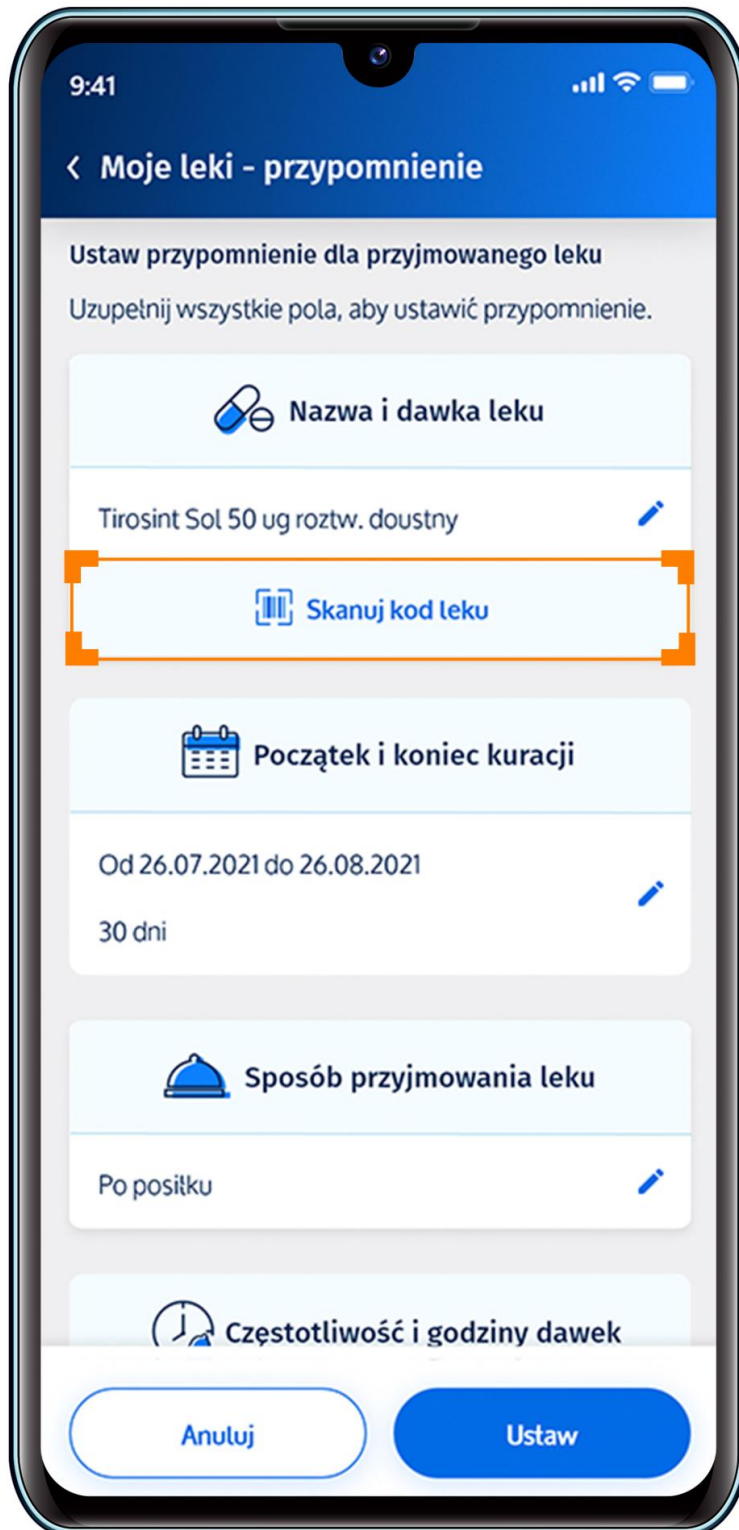 9:41
Moje leki - przypomnienie
Ustaw przypomnienie dla przyjmowanego leku
Uzupełnij wszystkie pola, aby ustawić przypomnienie.
Nazwa i dawka leku
Tirosint Sol 50 ug roztw. doustny
Skanuj kod leku
Początek i koniec kuracji
Od 26.07.2021 do 26.08.2021
30 dni
Sposób przyjmowania leku
Po posiłku
Częstotliwość i godziny dawek
Anuluj
Ustaw